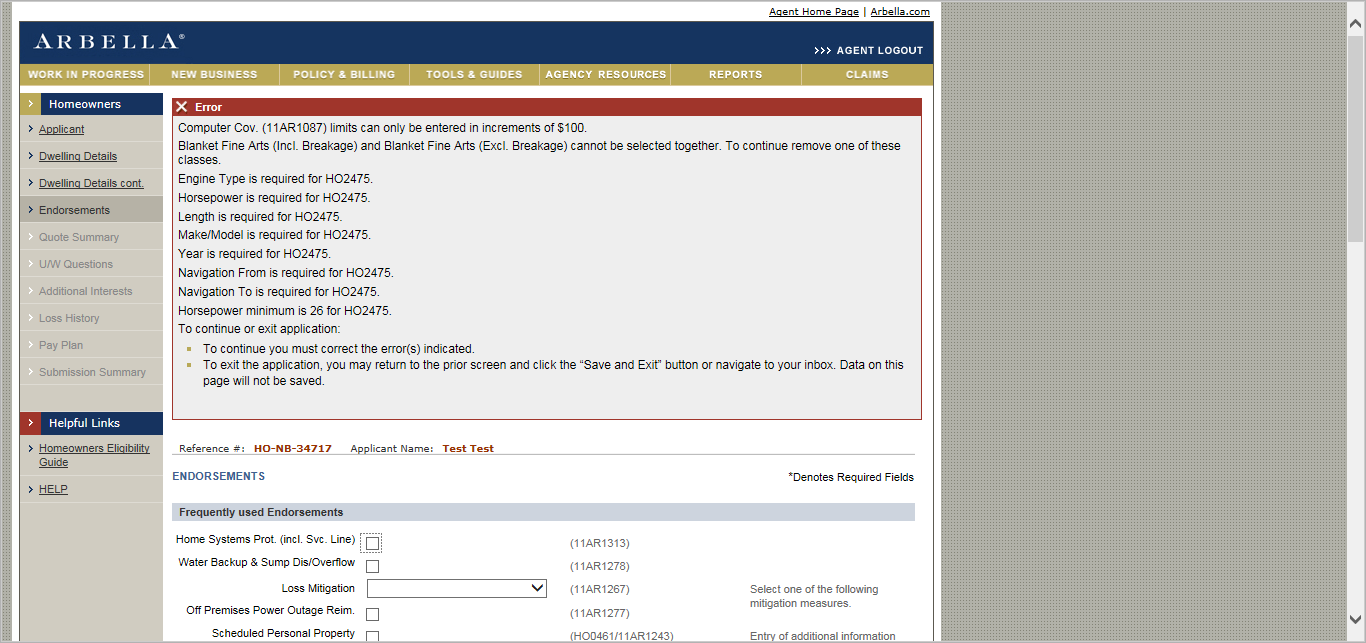 Agent Home Page | Arbella.com
ARBELLA®
>>> AGENT LOGOUT
WORK IN PROGRESS NEW BUSINESS POLICY & BILLING TOOLS & GUIDES AGENCY RESOURCES REPORTS CLAIMS
Homeowners
Applicant
Dwelling Details
Dwelling Details cont.
Endorsements
Quote Summary
U/W Questions
Additional Interests
Loss History
Pay Plan
Submission Summary
Helpful Links
Homeowners Eligibility
Guide
HELP
Error
Computer Cov. (11AR1087) limits can only be entered in increments of $100.
Blanket Fine Arts (Incl. Breakage) and Blanket Fine Arts (Excl. Breakage) cannot be selected together. To continue remove one of these
classes.
Engine Type is required for HO2475.
Horsepower is required for HO2475.
Length is required for HO2475.
Make/Model is required for HO2475.
Year is required for HO2475.
Navigation From is required for HO2475.
Navigation To is required for HO2475.
Horsepower minimum is 26 for HO2475.
To continue or exit application:
To continue you must correct the error(s) indicated.
To exit the application, you may return to the prior screen and click the “Save and Exit” button or navigate to your inbox. Data on this
page will not be saved.
Reference #: HO-NB-34717 Applicant Name: Test Test
ENDORSEMENTS
*Denotes Required Fields
Frequently used Endorsements
Home Systems Prot. (incl. Svc. Line) (11AR1313)
Water Backup & Sump Dis/Overflow (11AR1278)
Loss Mitigation (11AR1267) Select one of the following
mitigation measures.
Off Premises Power Outage Reim. (11AR1277)
Scheduled Personal Property (HO0461/11AR1243) Entry of additional information